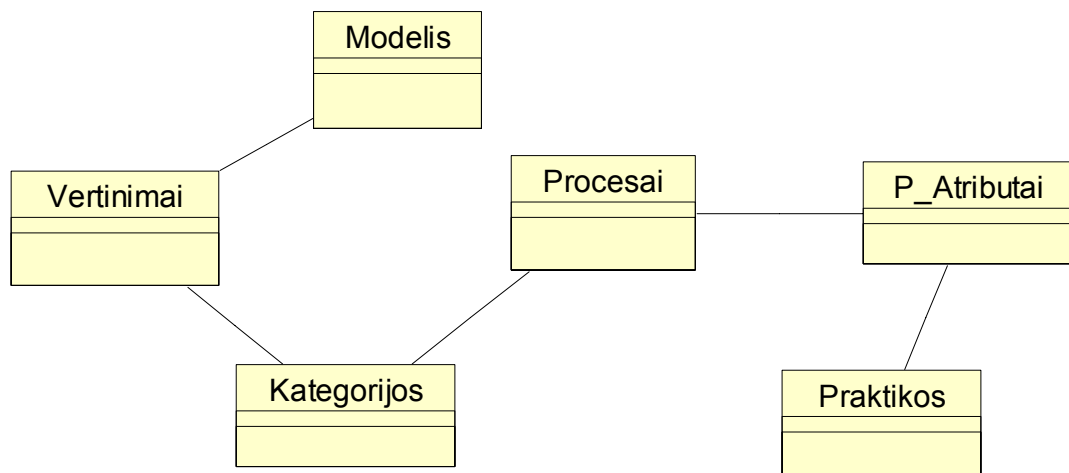 Modelis
Vertinimai
Procesai
P_Atributai
Kategorijos
Praktikos